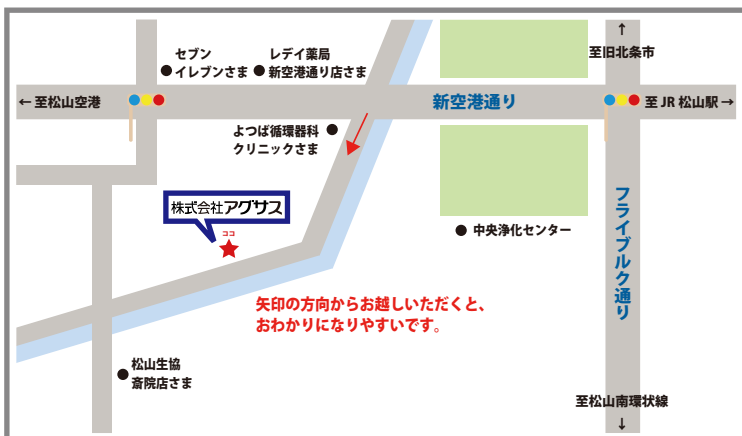 セブン
イレブンさま
レデイ薬局
新空港通り店さま
↑
至旧北条市
← 至松山空港
新空港通り
至 JR 松山駅 →
よつば循環器科
クリニックさま
株式会社アグサス
ココ
中央浄化センター
フライブルク通り
矢印の方向からお越しいただくと、
おわかりになりやすいです。
松山生協
斎院店さま
至松山南環状線
↓